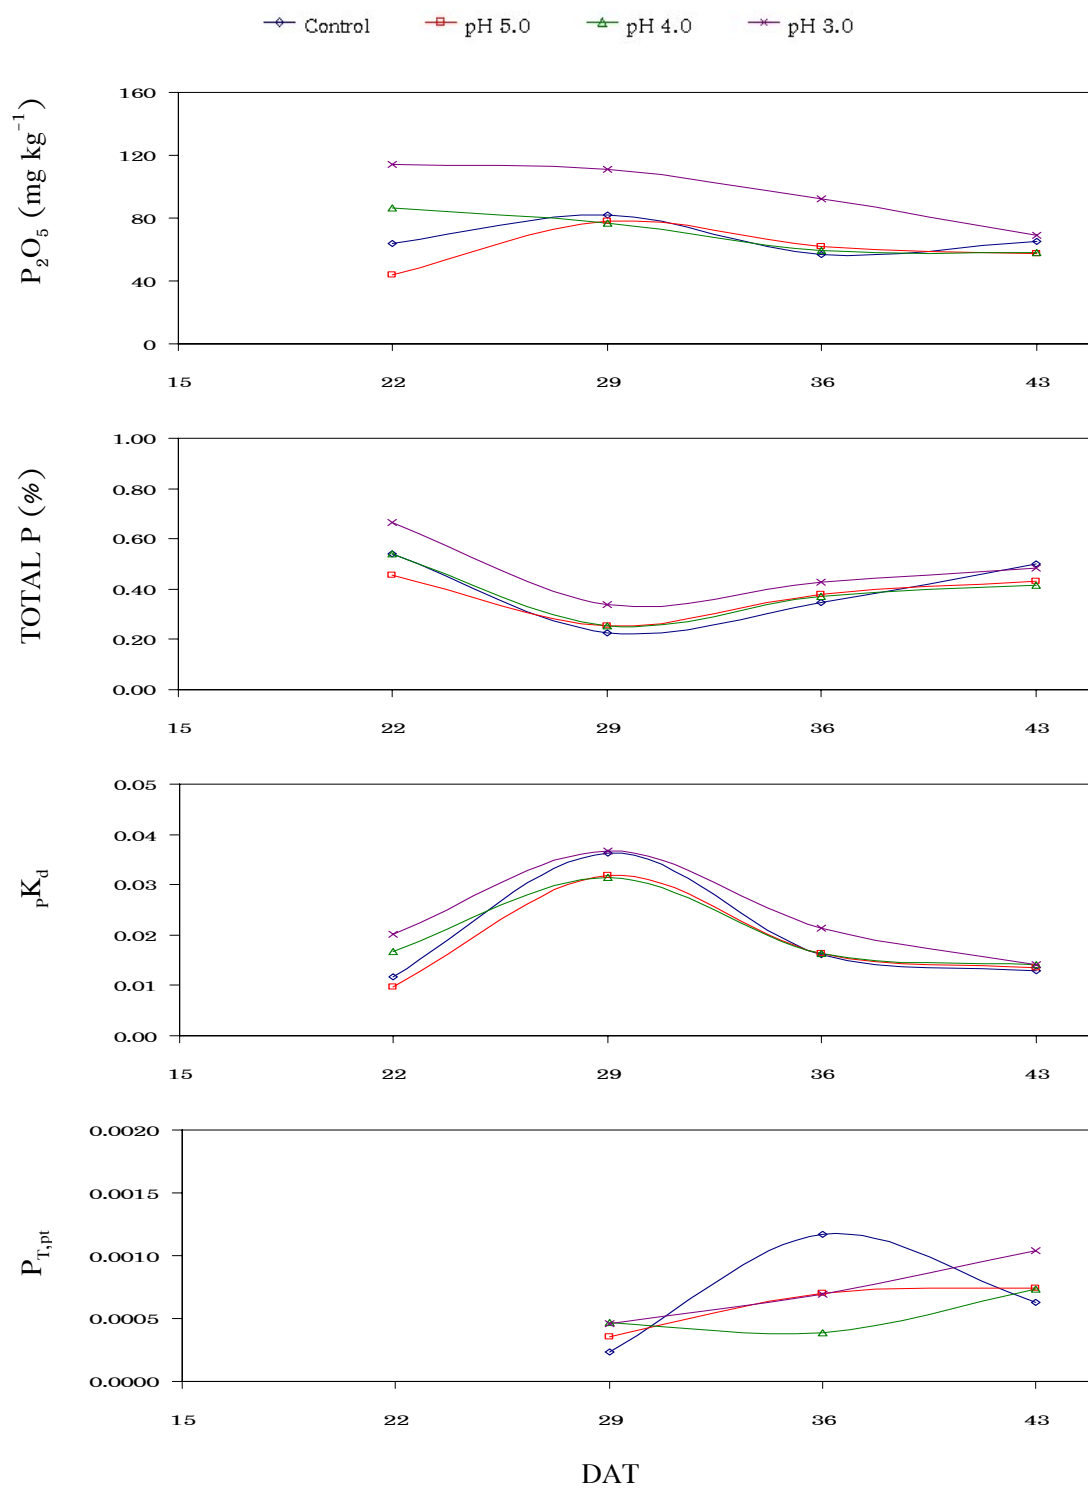 Control pH 5.0 pH 4.0 pH 3.0
P₂O₅ (mg kg⁻¹)
160
120
80
40
0
15 22 29 36 43
TOTAL P (%)
1.00
0.80
0.60
0.40
0.20
0.00
15 22 29 36 43
ₚK_d
0.05
0.04
0.03
0.02
0.01
0.00
15 22 29 36 43
P_T,pt
0.0020
0.0015
0.0010
0.0005
0.0000
15 22 29 36 43
DAT